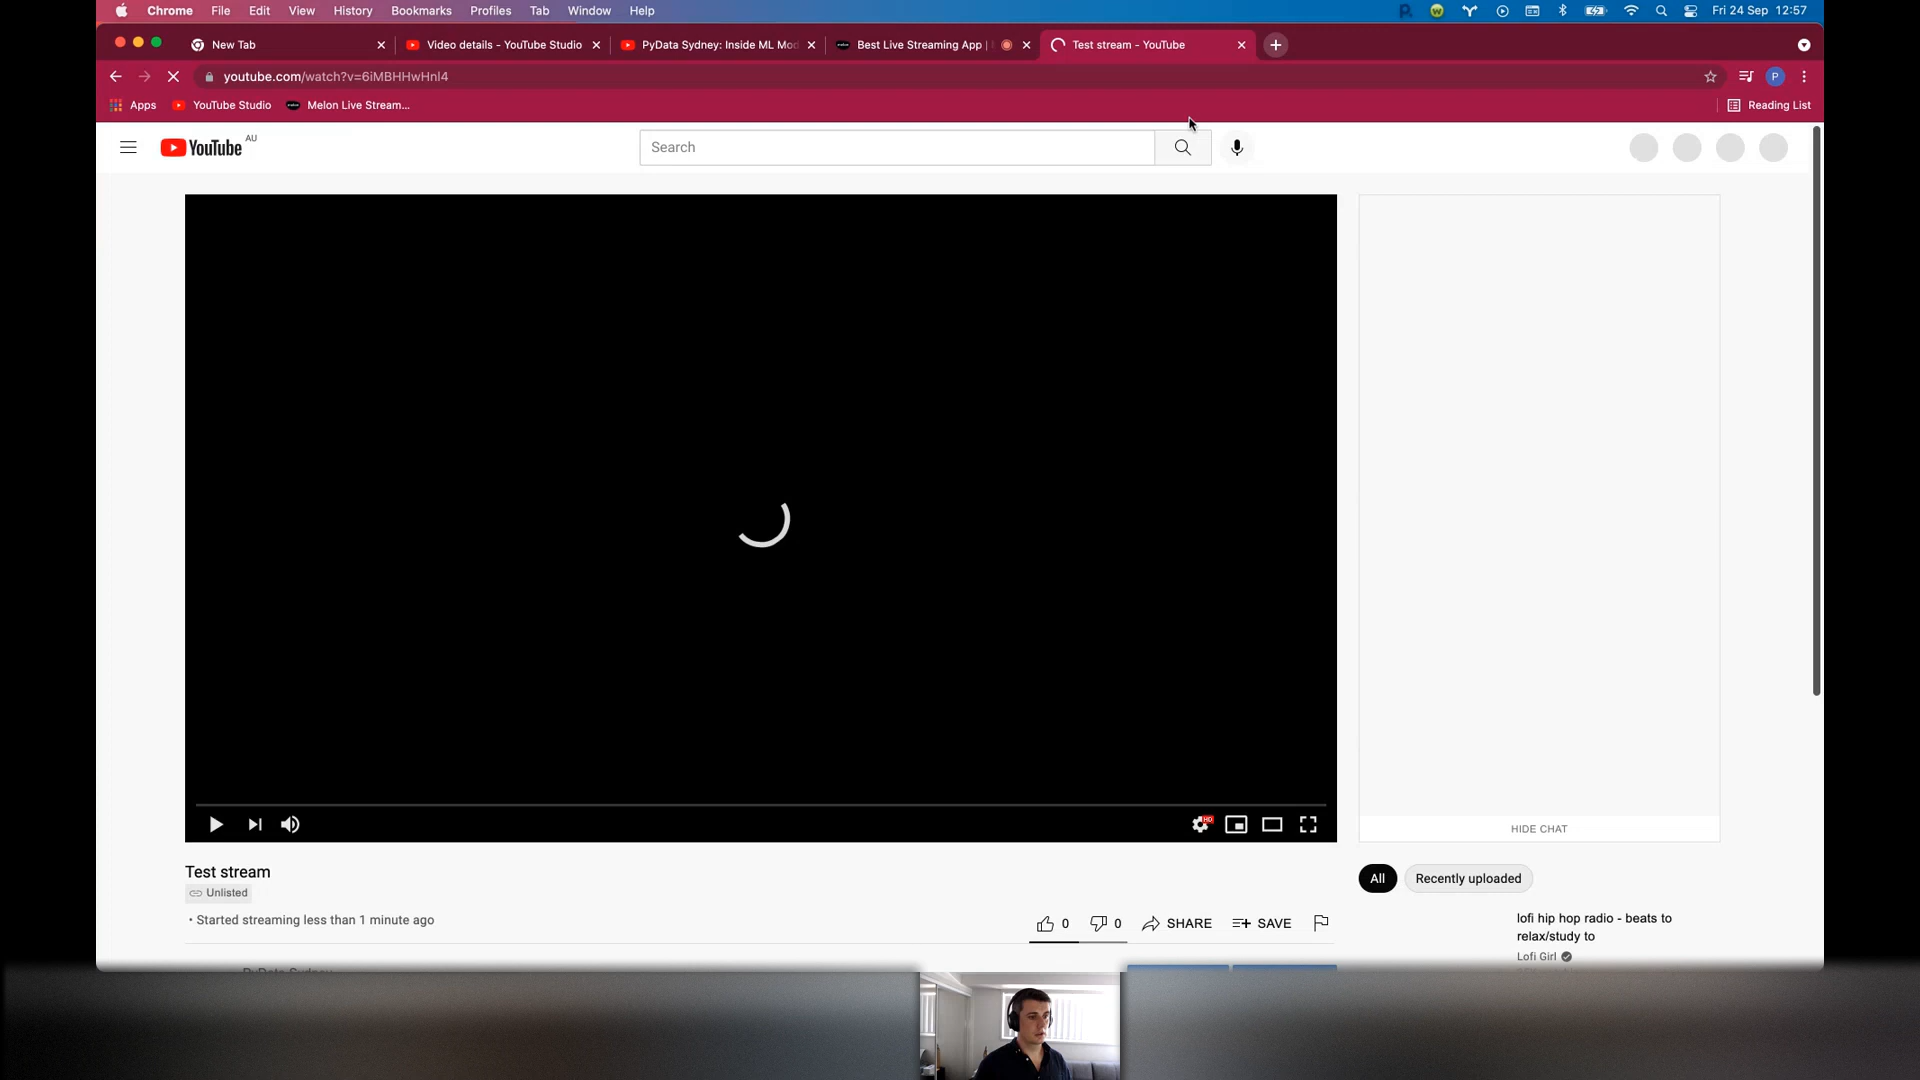 Chrome File Edit View History Bookmarks Profiles Tab Window Help Fri 24 Sep 12:57
New Tab Video details - YouTube Studio PyData Sydney: Inside ML Mod Best Live Streaming App | Test stream - YouTube
youtube.com/watch?v=6iMBHHwHnI4 P
Apps YouTube Studio Melon Live Stream... Reading List
YouTube AU Search
HIDE CHAT
Test stream
Unlisted
All Recently uploaded
• Started streaming less than 1 minute ago
0 0 SHARE SAVE
lofi hip hop radio - beats to
relax/study to
Lofi Girl
PyData Sydney